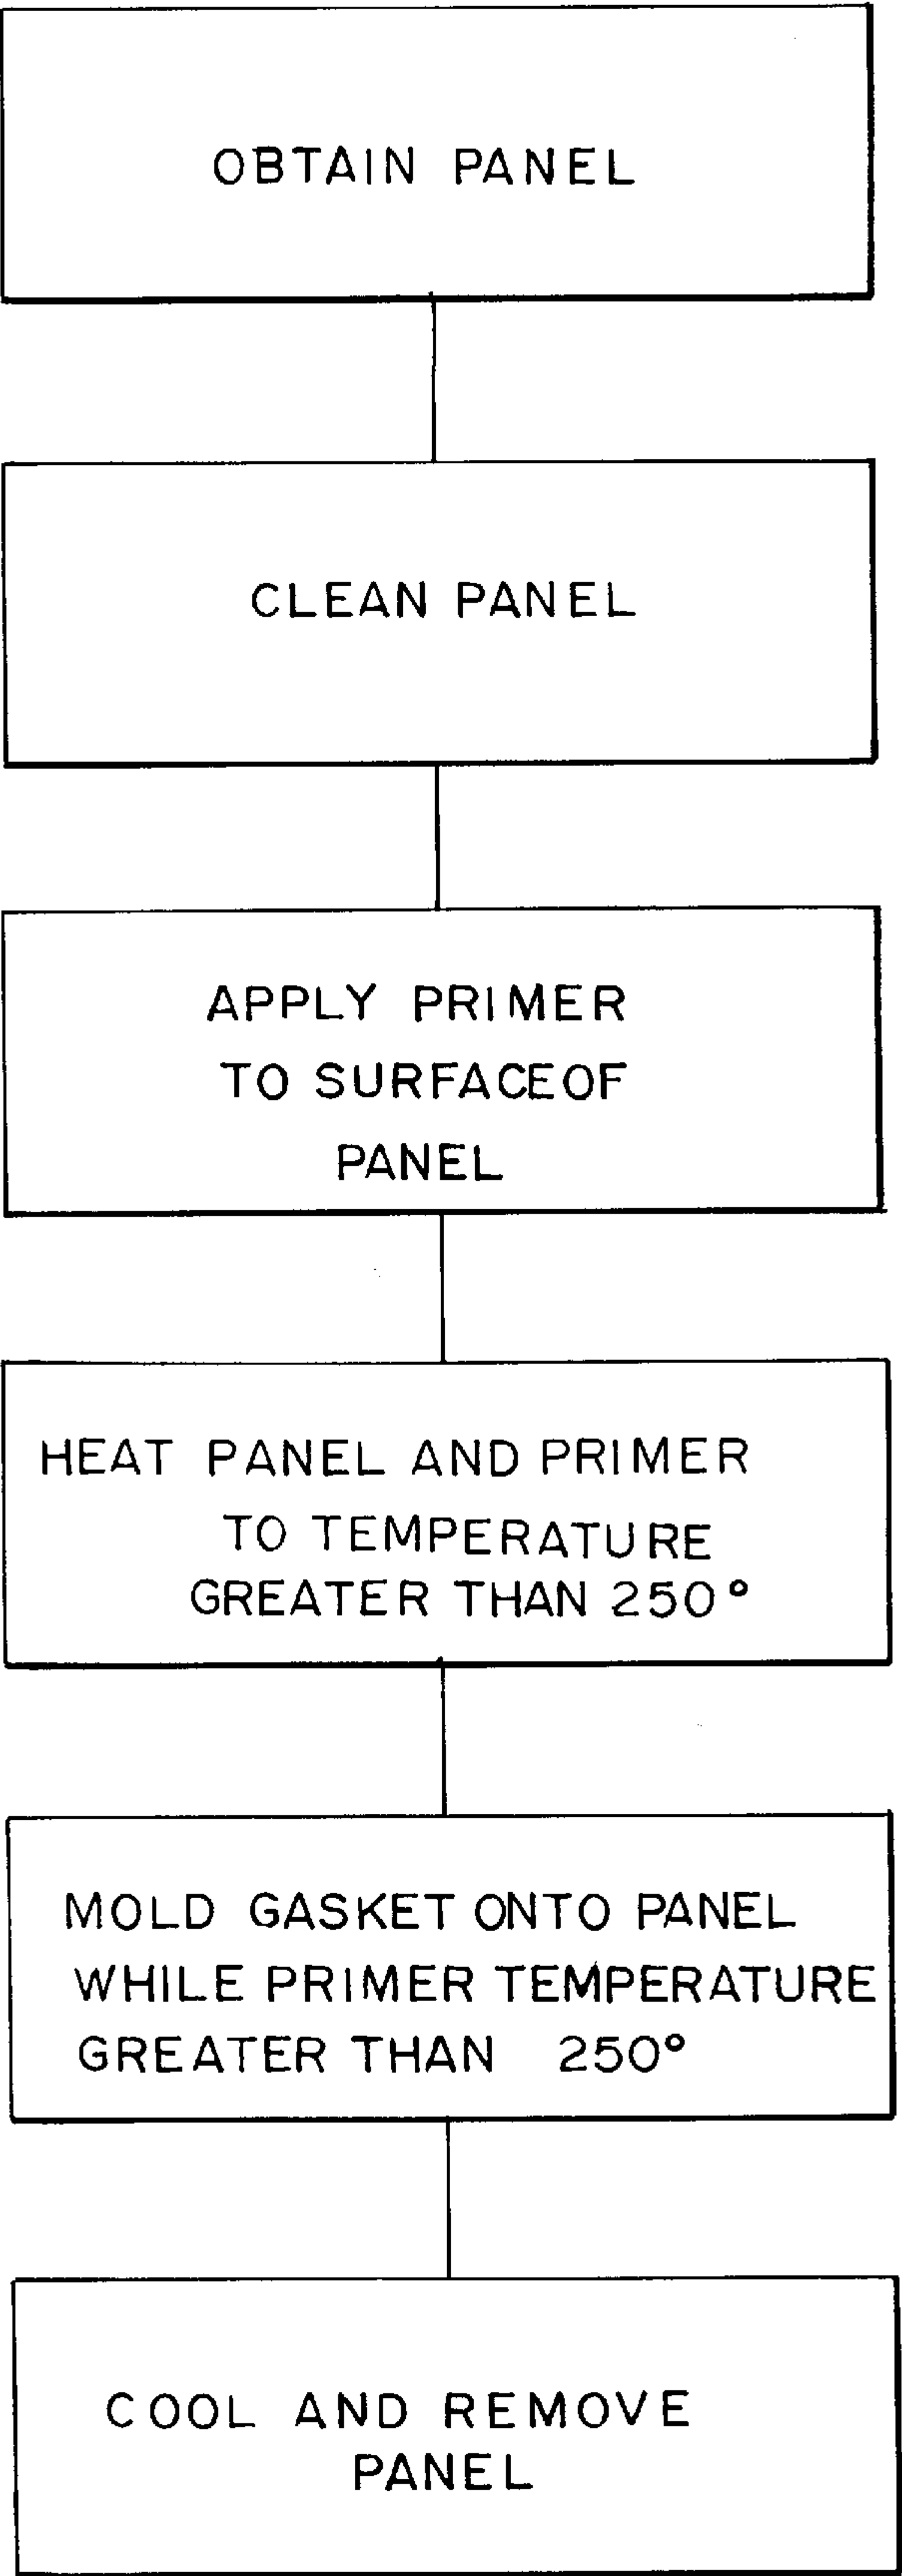 OBTAIN PANEL
CLEAN PANEL
APPLY PRIMER
TO SURFACEOF
PANEL
HEAT PANEL AND PRIMER
TO TEMPERATURE
GREATER THAN 250°
MOLD GASKET ONTO PANEL
WHILE PRIMER TEMPERATURE
GREATER THAN 250°
COOL AND REMOVE
PANEL